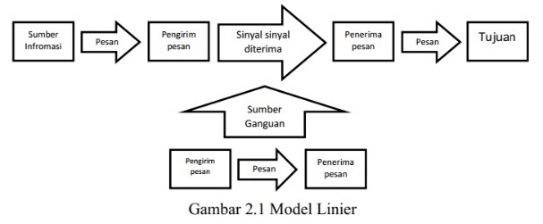 Sumber
Infromasi
Pesan
Pengirim
pesan
Sinyal sinyal
diterima
Penerima
pesan
Pesan
Tujuan
Sumber
Ganguan
Pengirim
pesan
Pesan
Penerima
pesan
Gambar 2.1 Model Linier